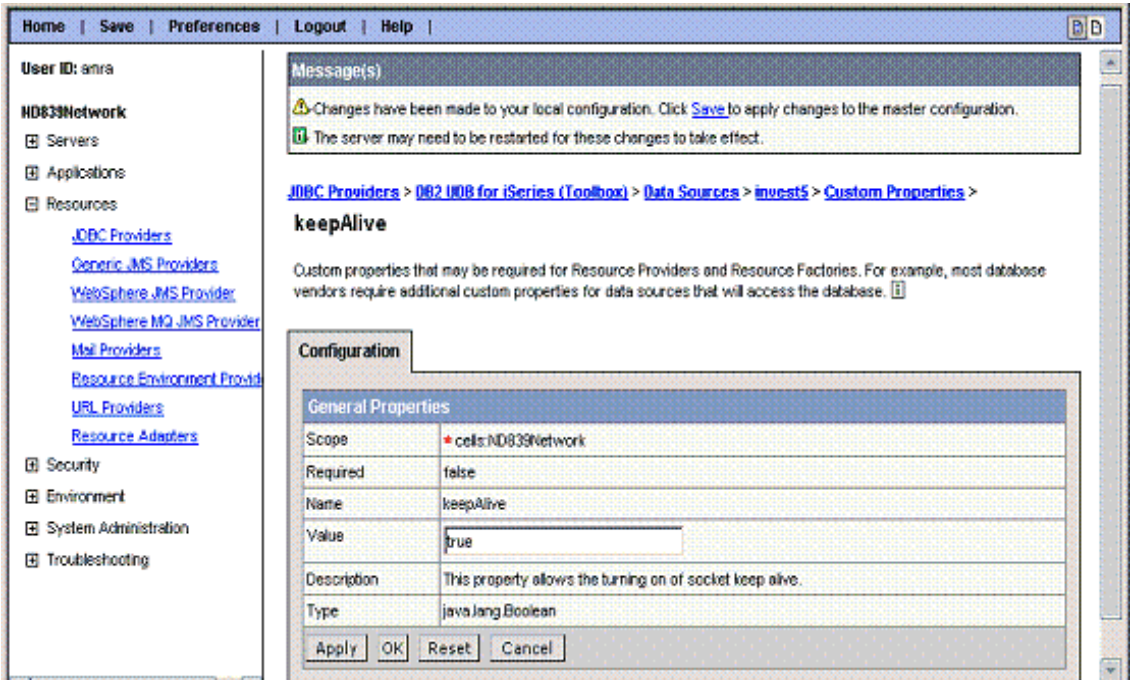 Home | Save | Preferences | Logout | Help |
User ID: amra
ND839Network
Servers
Applications
Resources
JDBC Providers
Generic JMS Providers
WebSphere JMS Provider
WebSphere MQ JMS Provider
Mail Providers
Resource Environment Provid
URL Providers
Resource Adapters
Security
Environment
System Administration
Troubleshooting
Message(s)
Changes have been made to your local configuration. Click Save to apply changes to the master configuration.
The server may need to be restarted for these changes to take effect.
JDBC Providers > DB2 UDB for iSeries (Toolbox) > Data Sources > invest5 > Custom Properties >
keepAlive
Custom properties that may be required for Resource Providers and Resource Factories. For example, most database
vendors require additional custom properties for data sources that will access the database.
Configuration
General Properties
Scope * cells:ND839Network
Required false
Name keepAlive
Value true
Description This property allows the turning on of socket keep alive.
Type java.lang.Boolean
Apply OK Reset Cancel